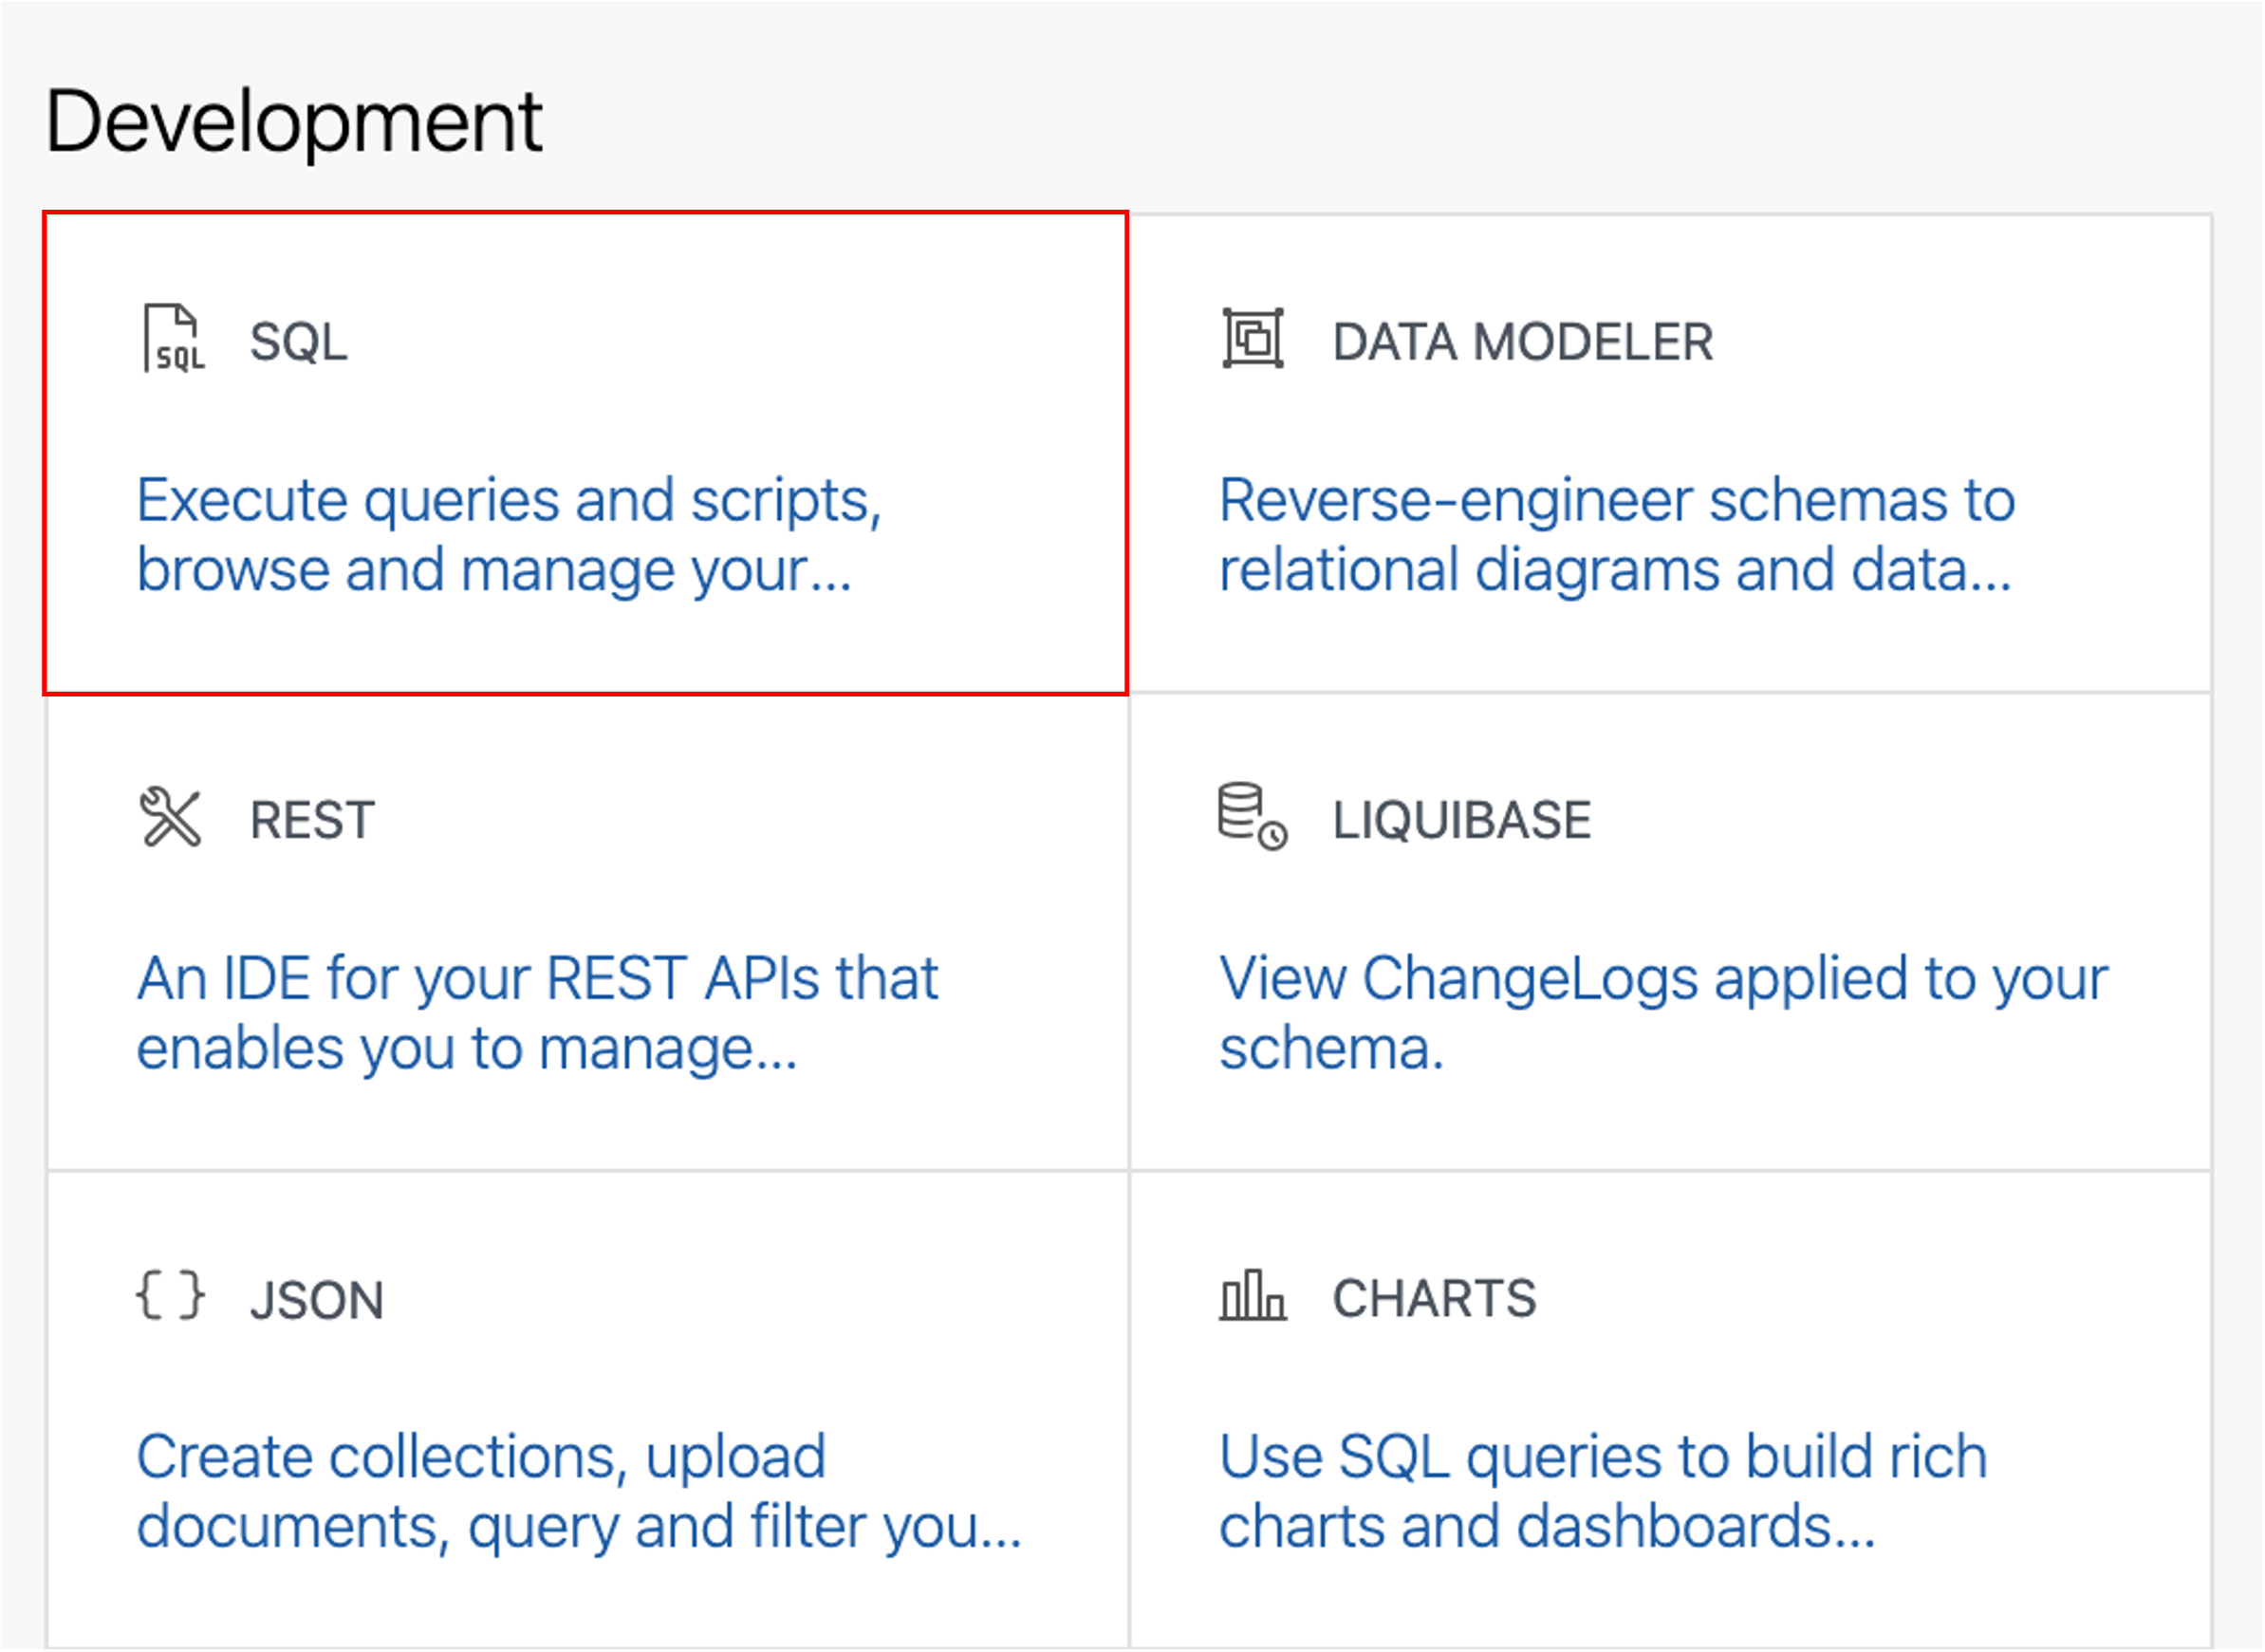 Development
SQL
SQL
Execute queries and scripts,
browse and manage your...
DATA MODELER
Reverse-engineer schemas to
relational diagrams and data...
REST
An IDE for your REST APIs that
enables you to manage...
LIQUIBASE
View ChangeLogs applied to your
schema.
{ } JSON
Create collections, upload
documents, query and filter you...
CHARTS
Use SQL queries to build rich
charts and dashboards...